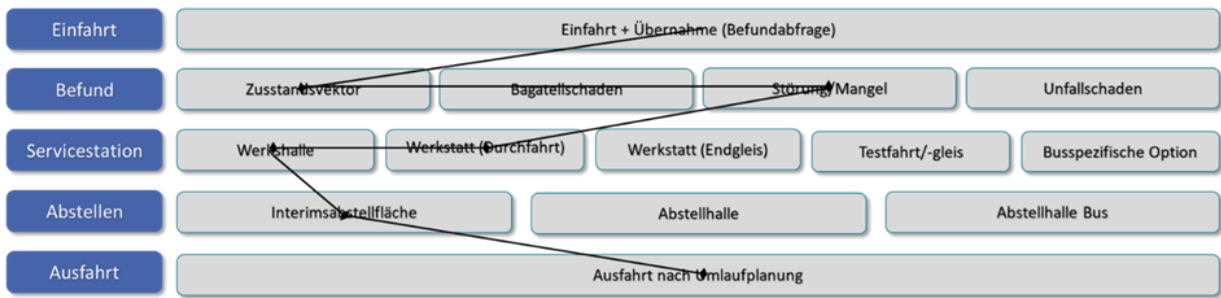 Einfahrt
Einfahrt + Übernahme (Befundabfrage)
Befund
Zusstandsvektor
Bagatellschaden
Störung/Mangel
Unfallschaden
Servicestation
Werkshalle
Werkstatt (Durchfahrt)
Werkstatt (Endgleis)
Testfahrt/-gleis
Busspezifische Option
Abstellen
Interimsabstellfläche
Abstellhalle
Abstellhalle Bus
Ausfahrt
Ausfahrt nach Umlaufplanung